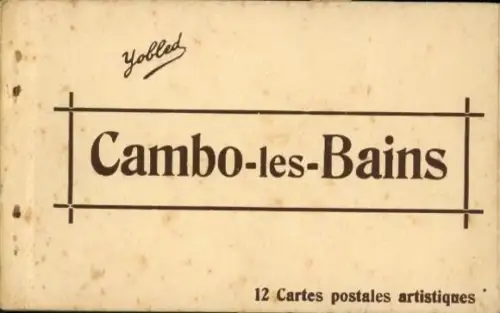 Yobled
Cambo-les-Bains
12 Cartes postales artistiques